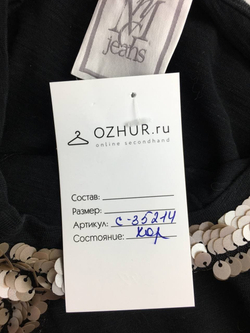 jeans
OZHUR.ru
online secondhand
Состав:
Размер:
Артикул: с-35214
Состояние: хор